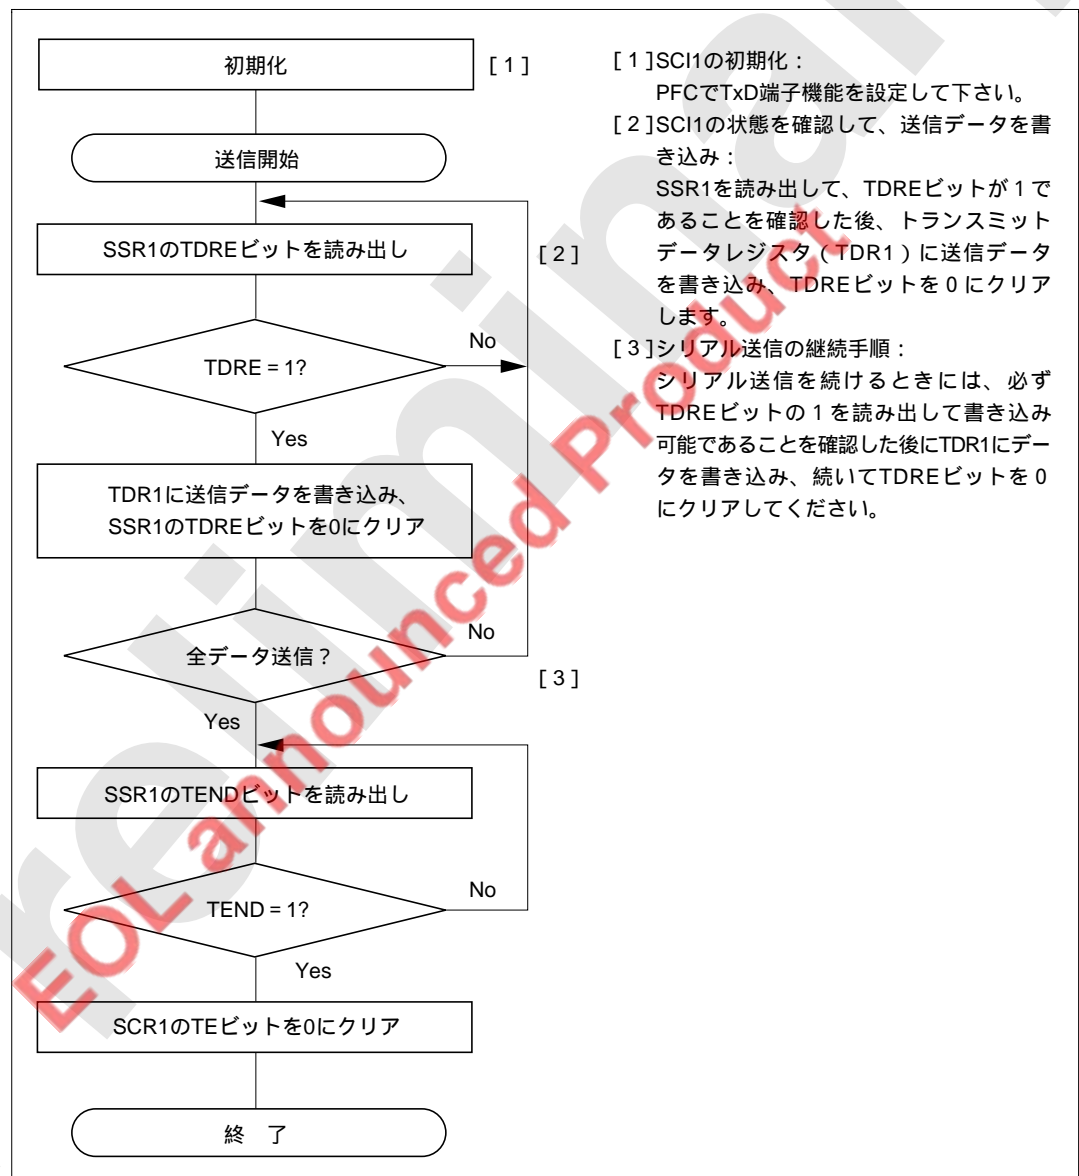 初期化
[1]
送信開始
SSR1のTDREビットを読み出し
[2]
TDRE = 1?
No
Yes
TDR1に送信データを書き込み、
SSR1のTDREビットを0にクリア
全データ送信?
No
[3]
Yes
SSR1のTENDビットを読み出し
TEND = 1?
No
Yes
SCR1のTEビットを0にクリア
終 了
[1]SCI1の初期化:
PFCでTxD端子機能を設定して下さい。
[2]SCI1の状態を確認して、送信データを書
き込み:
SSR1を読み出して、TDREビットが1で
あることを確認した後、トランスミット
データレジスタ(TDR1)に送信データ
を書き込み、TDREビットを0にクリア
します。
[3]シリアル送信の継続手順:
シリアル送信を続けるときには、必ず
TDREビットの1を読み出して書き込み
可能であることを確認した後にTDR1にデー
タを書き込み、続いてTDREビットを0
にクリアしてください。
EOL announced Product
relimina